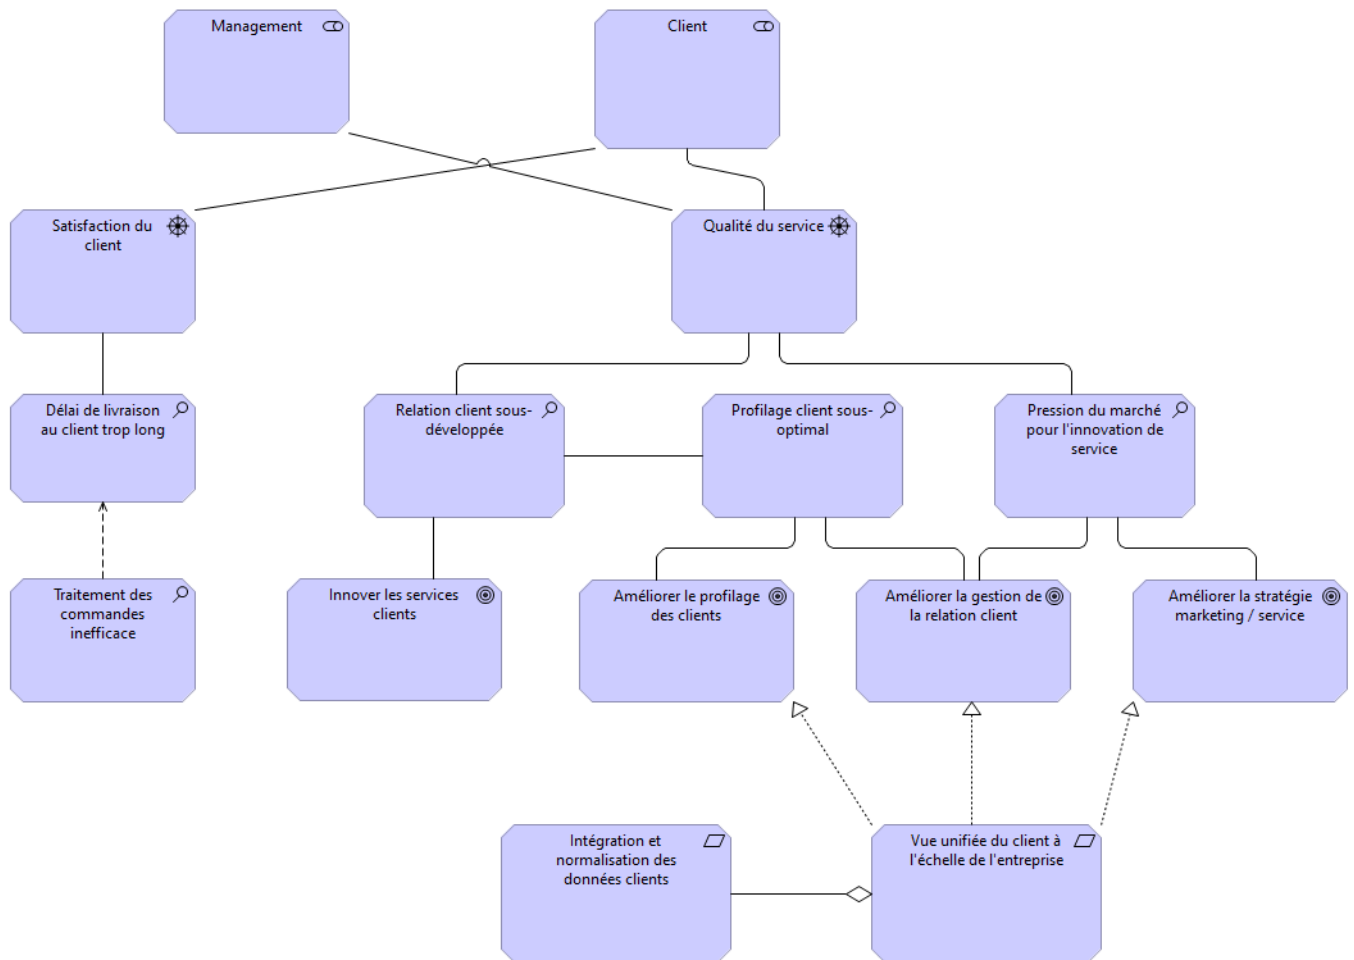 Management
Client
Satisfaction du
client
Qualité du service
Délai de livraison
au client trop long
Relation client sous-
développée
Profilage client sous-
optimal
Pression du marché
pour l'innovation de
service
Traitement des
commandes
inefficace
Innover les services
clients
Améliorer le profilage
des clients
Améliorer la gestion de
la relation client
Améliorer la stratégie
marketing / service
Intégration et
normalisation des
données clients
Vue unifiée du client à
l'échelle de l'entreprise